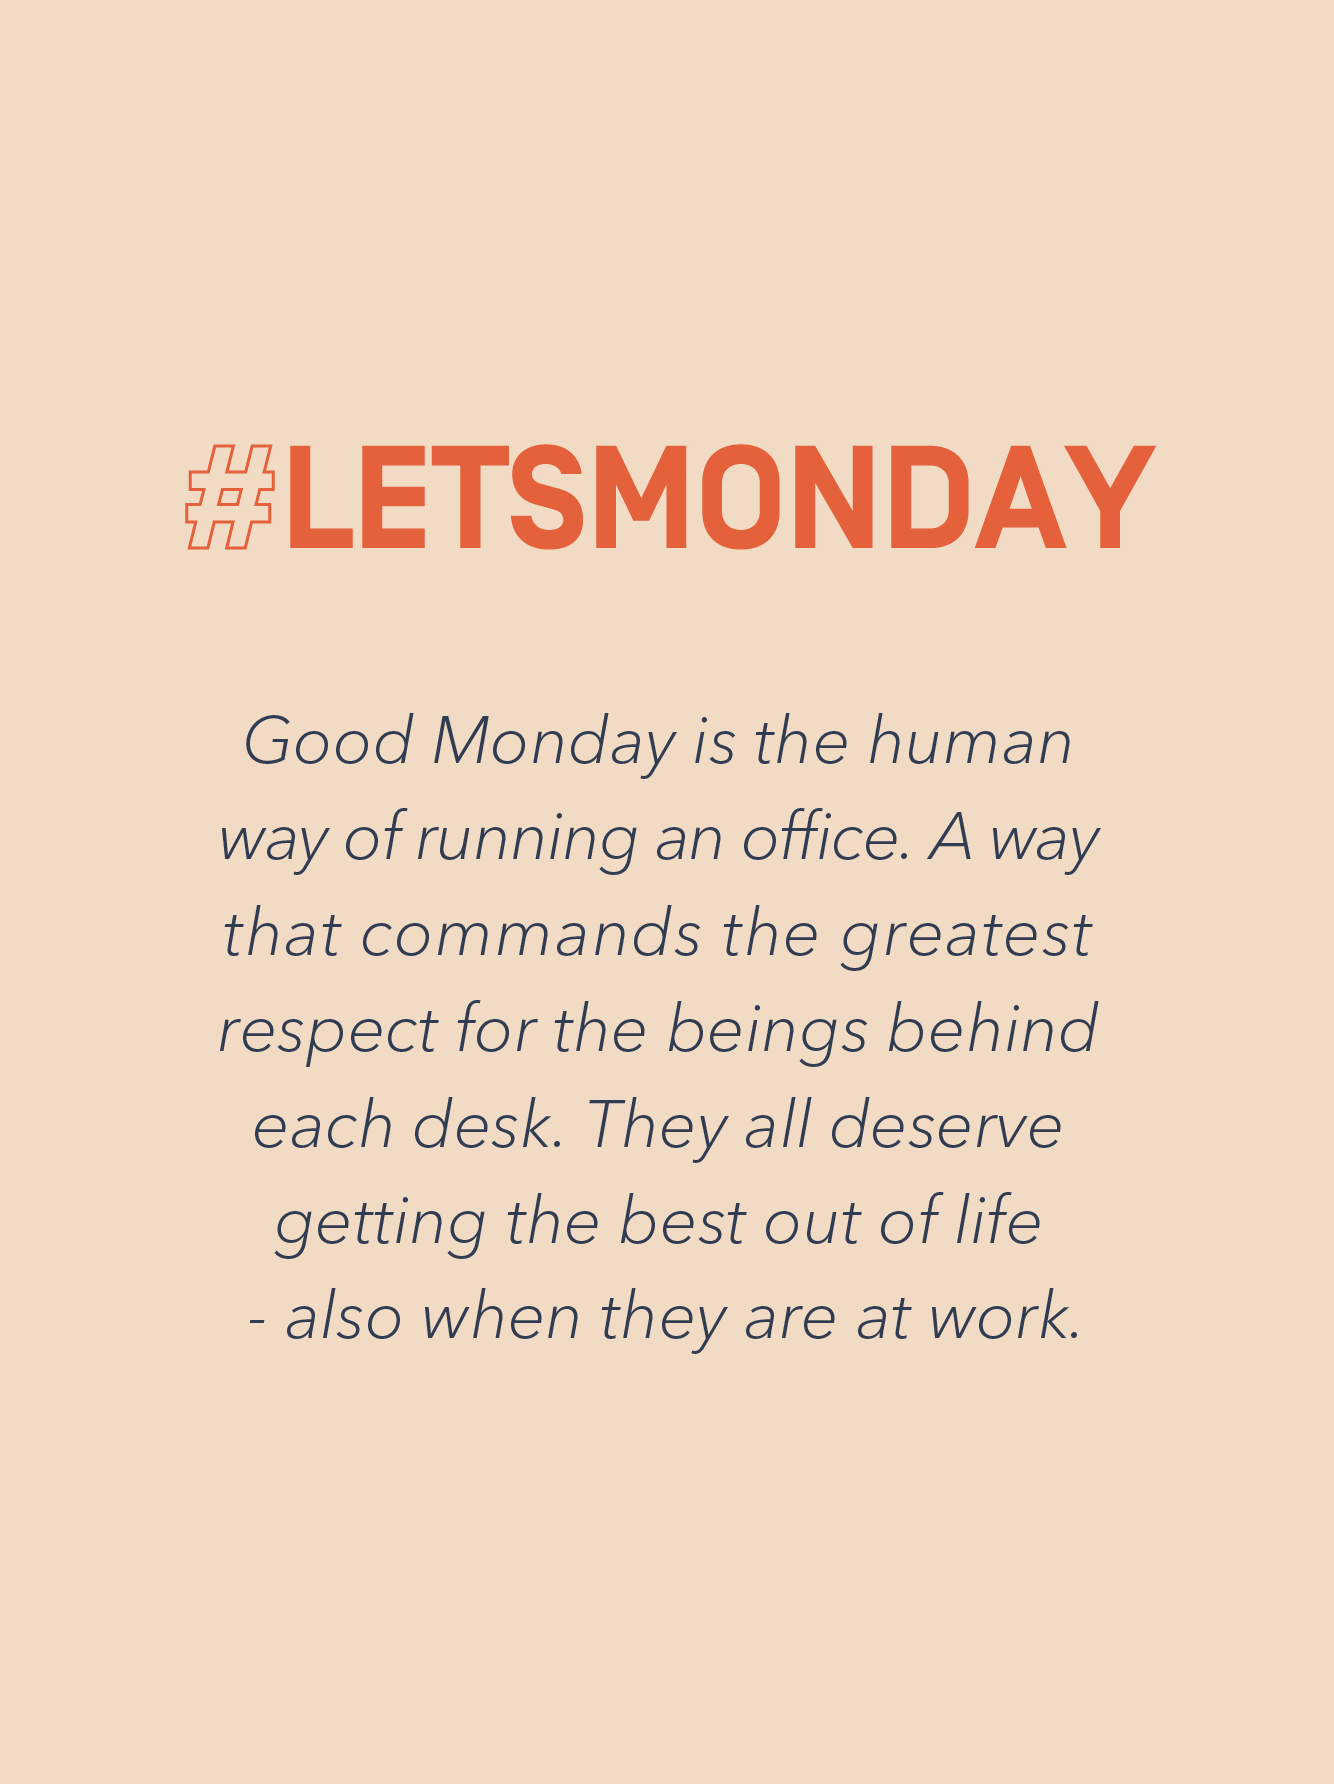 #LETSMONDAY
Good Monday is the human
way of running an office. A way
that commands the greatest
respect for the beings behind
each desk. They all deserve
getting the best out of life
- also when they are at work.